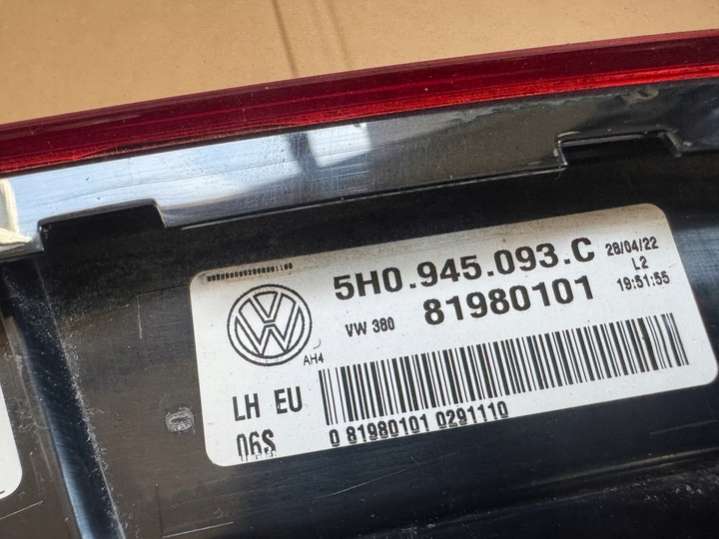 5H0.945.093.C
28/04/22
L2
19:51:55
VW 380
81980101
AH4
LH EU
06S
0 81980101 0291110